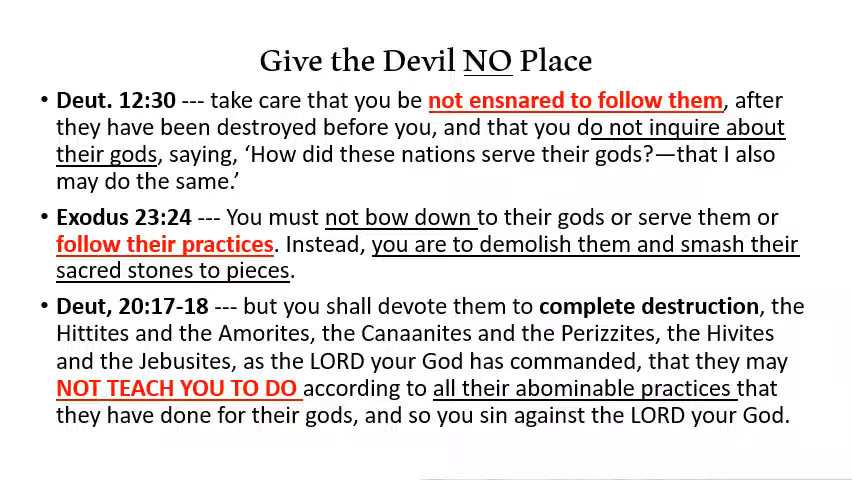 Give the Devil NO Place
• Deut. 12:30 --- take care that you be not ensnared to follow them, after
they have been destroyed before you, and that you do not inquire about
their gods, saying, ‘How did these nations serve their gods?—that I also
may do the same.’
• Exodus 23:24 --- You must not bow down to their gods or serve them or
follow their practices. Instead, you are to demolish them and smash their
sacred stones to pieces.
• Deut, 20:17-18 --- but you shall devote them to complete destruction, the
Hittites and the Amorites, the Canaanites and the Perizzites, the Hivites
and the Jebusites, as the LORD your God has commanded, that they may
NOT TEACH YOU TO DO according to all their abominable practices that
they have done for their gods, and so you sin against the LORD your God.